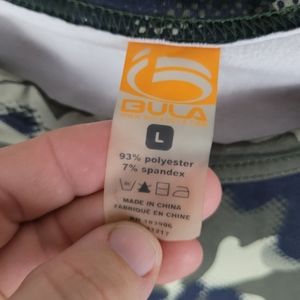 BULA
L
93% polyester
7% spandex
MADE IN CHINA
FABRIQUÉ EN CHINE